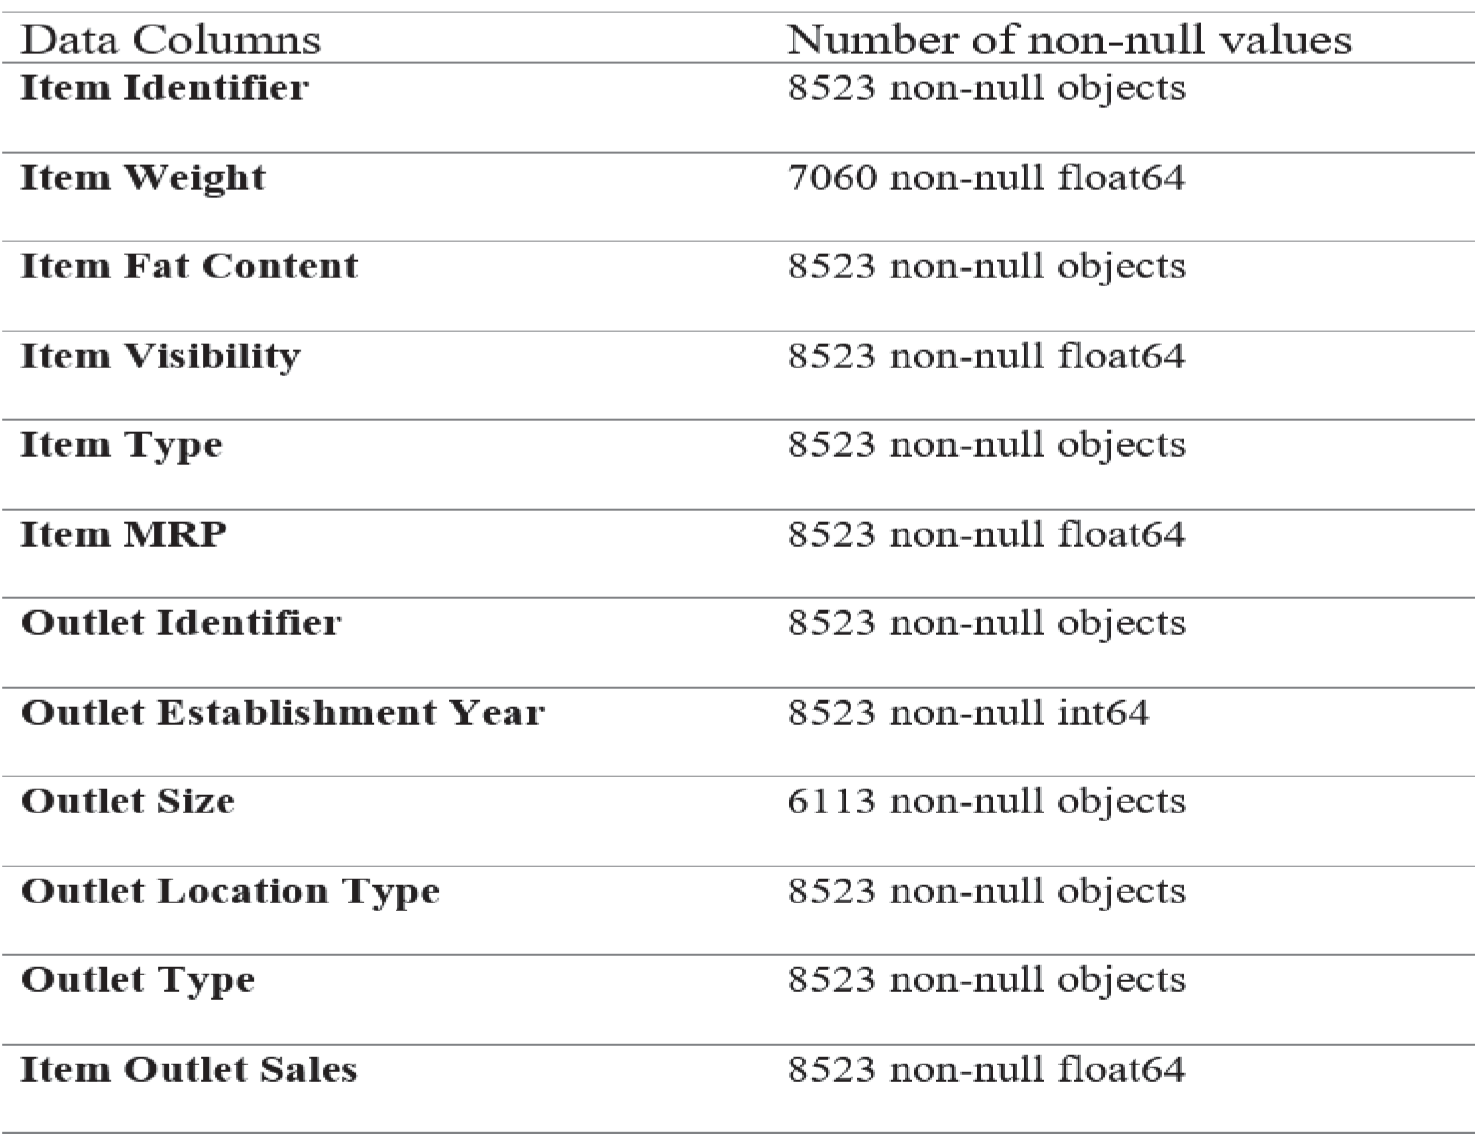 Data Columns Number of non-null values
Item Identifier 8523 non-null objects
Item Weight 7060 non-null float64
Item Fat Content 8523 non-null objects
Item Visibility 8523 non-null float64
Item Type 8523 non-null objects
Item MRP 8523 non-null float64
Outlet Identifier 8523 non-null objects
Outlet Establishment Year 8523 non-null int64
Outlet Size 6113 non-null objects
Outlet Location Type 8523 non-null objects
Outlet Type 8523 non-null objects
Item Outlet Sales 8523 non-null float64